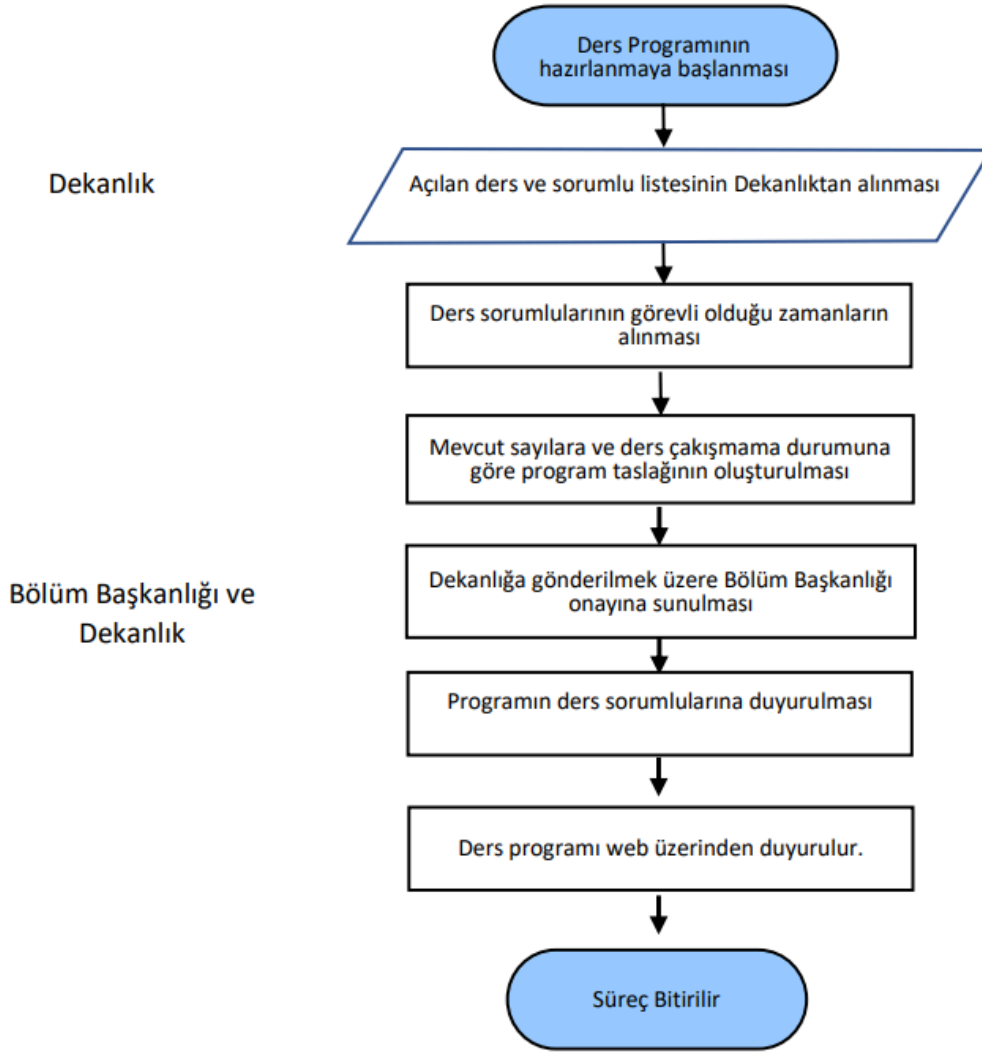 Ders Programının
hazırlanmaya başlanması
Dekanlık
Açılan ders ve sorumlu listesinin Dekanlıktan alınması
Ders sorumlularının görevli olduğu zamanların
alınması
Mevcut sayılara ve ders çakışmama durumuna
göre program taslağının oluşturulması
Bölüm Başkanlığı ve
Dekanlık
Dekanlığa gönderilmek üzere Bölüm Başkanlığı
onayına sunulması
Programın ders sorumlularına duyurulması
Ders programı web üzerinden duyurulur.
Süreç Bitirilir